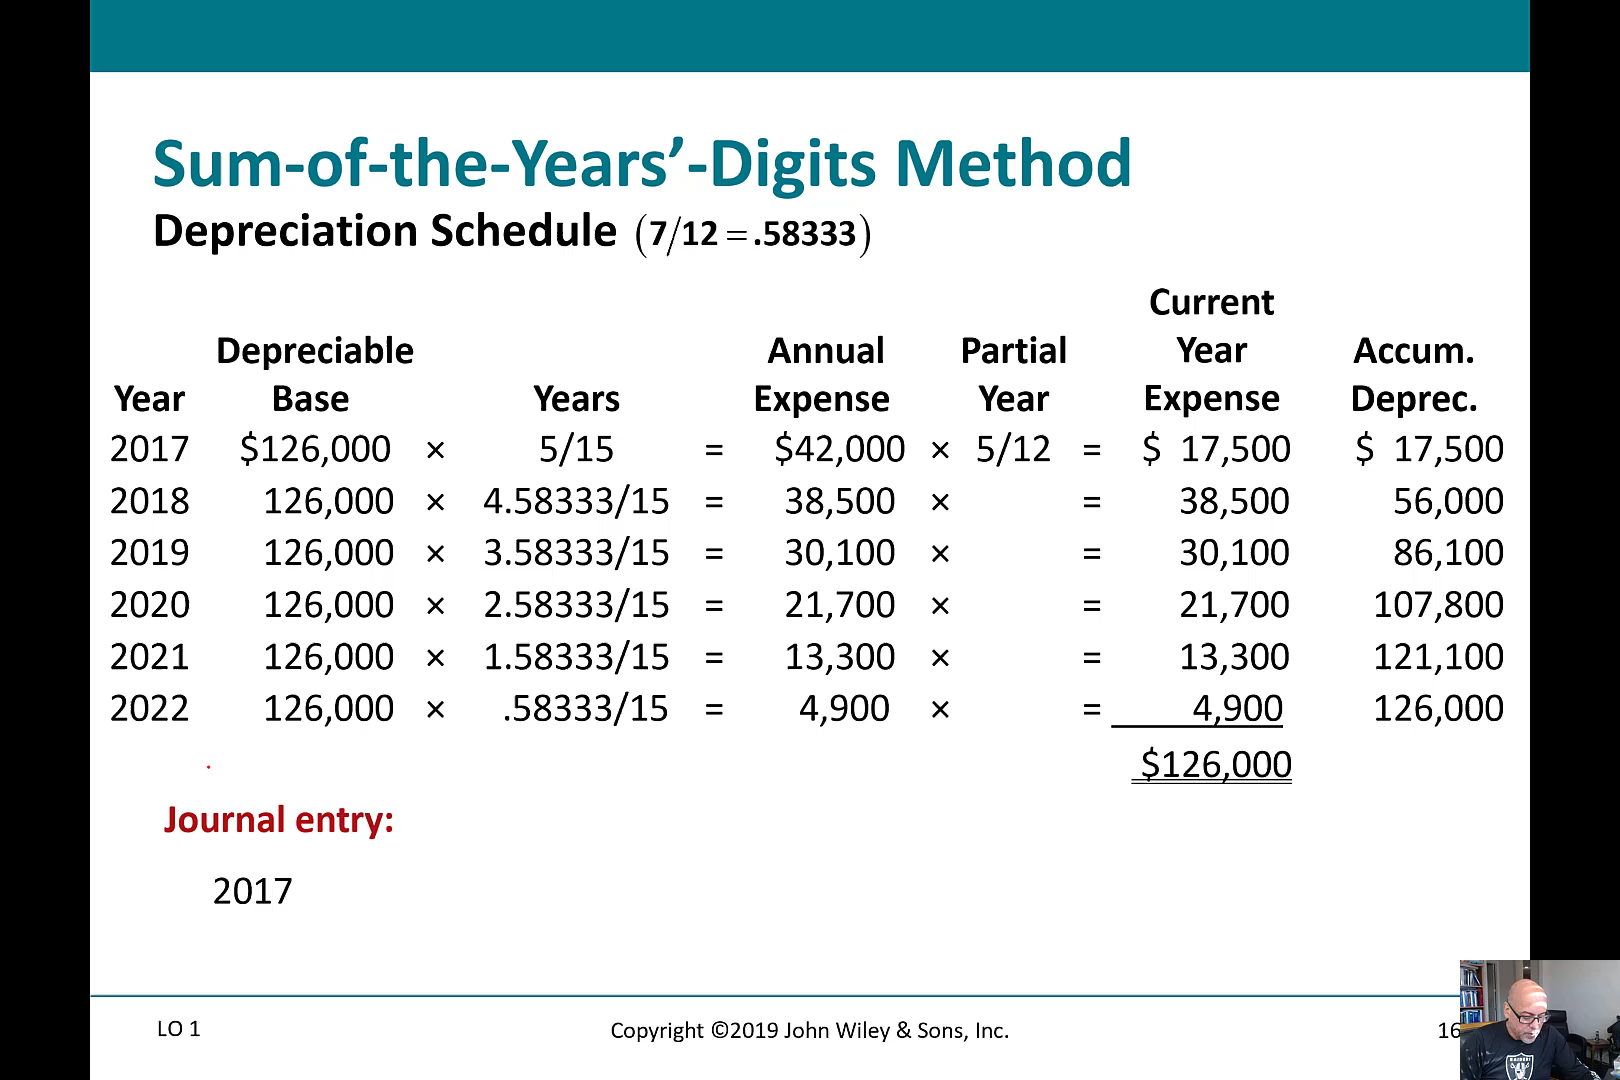 Sum-of-the-Years’-Digits Method
Depreciation Schedule (7/12 = .58333)
Year Depreciable Base Years Annual Expense Partial Year Current Year Expense Accum. Deprec.
2017 $126,000 × 5/15 = $42,000 × 5/12 = $ 17,500 $ 17,500
2018 126,000 × 4.58333/15 = 38,500 × = 38,500 56,000
2019 126,000 × 3.58333/15 = 30,100 × = 30,100 86,100
2020 126,000 × 2.58333/15 = 21,700 × = 21,700 107,800
2021 126,000 × 1.58333/15 = 13,300 × = 13,300 121,100
2022 126,000 × .58333/15 = 4,900 × = 4,900 126,000
$126,000
Journal entry:
2017
LO 1
Copyright ©2019 John Wiley & Sons, Inc.
16
RAIDERS